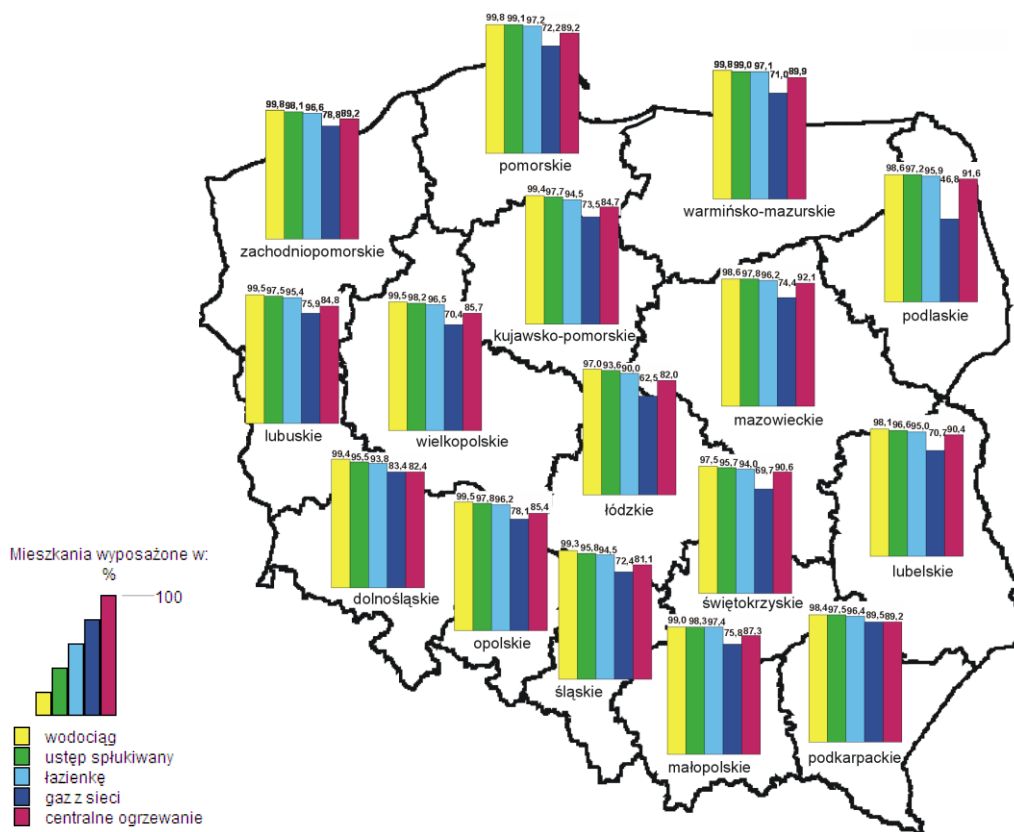 99,8 99,1 97,2 72,2 89,2
pomorskie
99,8 99,0 97,1 71,0 89,9
warmińsko-mazurskie
99,8 98,1 96,6 78,8 89,2
zachodniopomorskie
98,6 97,2 95,9 46,8 91,6
podlaskie
99,4 97,7 94,5 73,5 84,7
kujawsko-pomorskie
98,6 97,8 96,2 74,4 92,1
mazowieckie
99,5 97,5 95,4 75,9 84,8
lubuskie
99,5 98,2 96,5 70,4 85,7
wielkopolskie
97,0 93,6 90,0 62,5 82,0
łódzkie
98,1 96,6 95,0 70,7 90,4
lubelskie
99,4 95,5 93,8 83,4 82,4
dolnośląskie
97,5 95,7 94,0 69,7 90,6
świętokrzyskie
99,5 97,8 96,2 78,1 85,4
opolskie
99,3 95,8 94,5 72,4 81,1
śląskie
99,0 98,3 97,4 75,8 87,3
małopolskie
98,4 97,5 96,4 89,5 89,2
podkarpackie
Mieszkania wyposażone w:
%
100
wodociąg
ustęp spłukiwany
łazienkę
gaz z sieci
centralne ogrzewanie